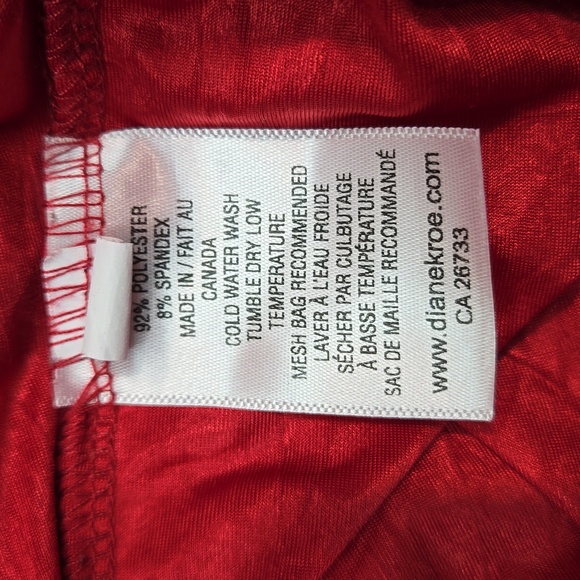 92% POLYESTER
8% SPANDEX
MADE IN / FAIT AU
CANADA
COLD WATER WASH
TUMBLE DRY LOW
TEMPERATURE
MESH BAG RECOMMENDED
LAVER À L'EAU FROIDE
SÉCHER PAR CULBUTAGE
À BASSE TEMPÉRATURE
SAC DE MAILLE RECOMMANDÉ
www.dianekroe.com
CA 26733